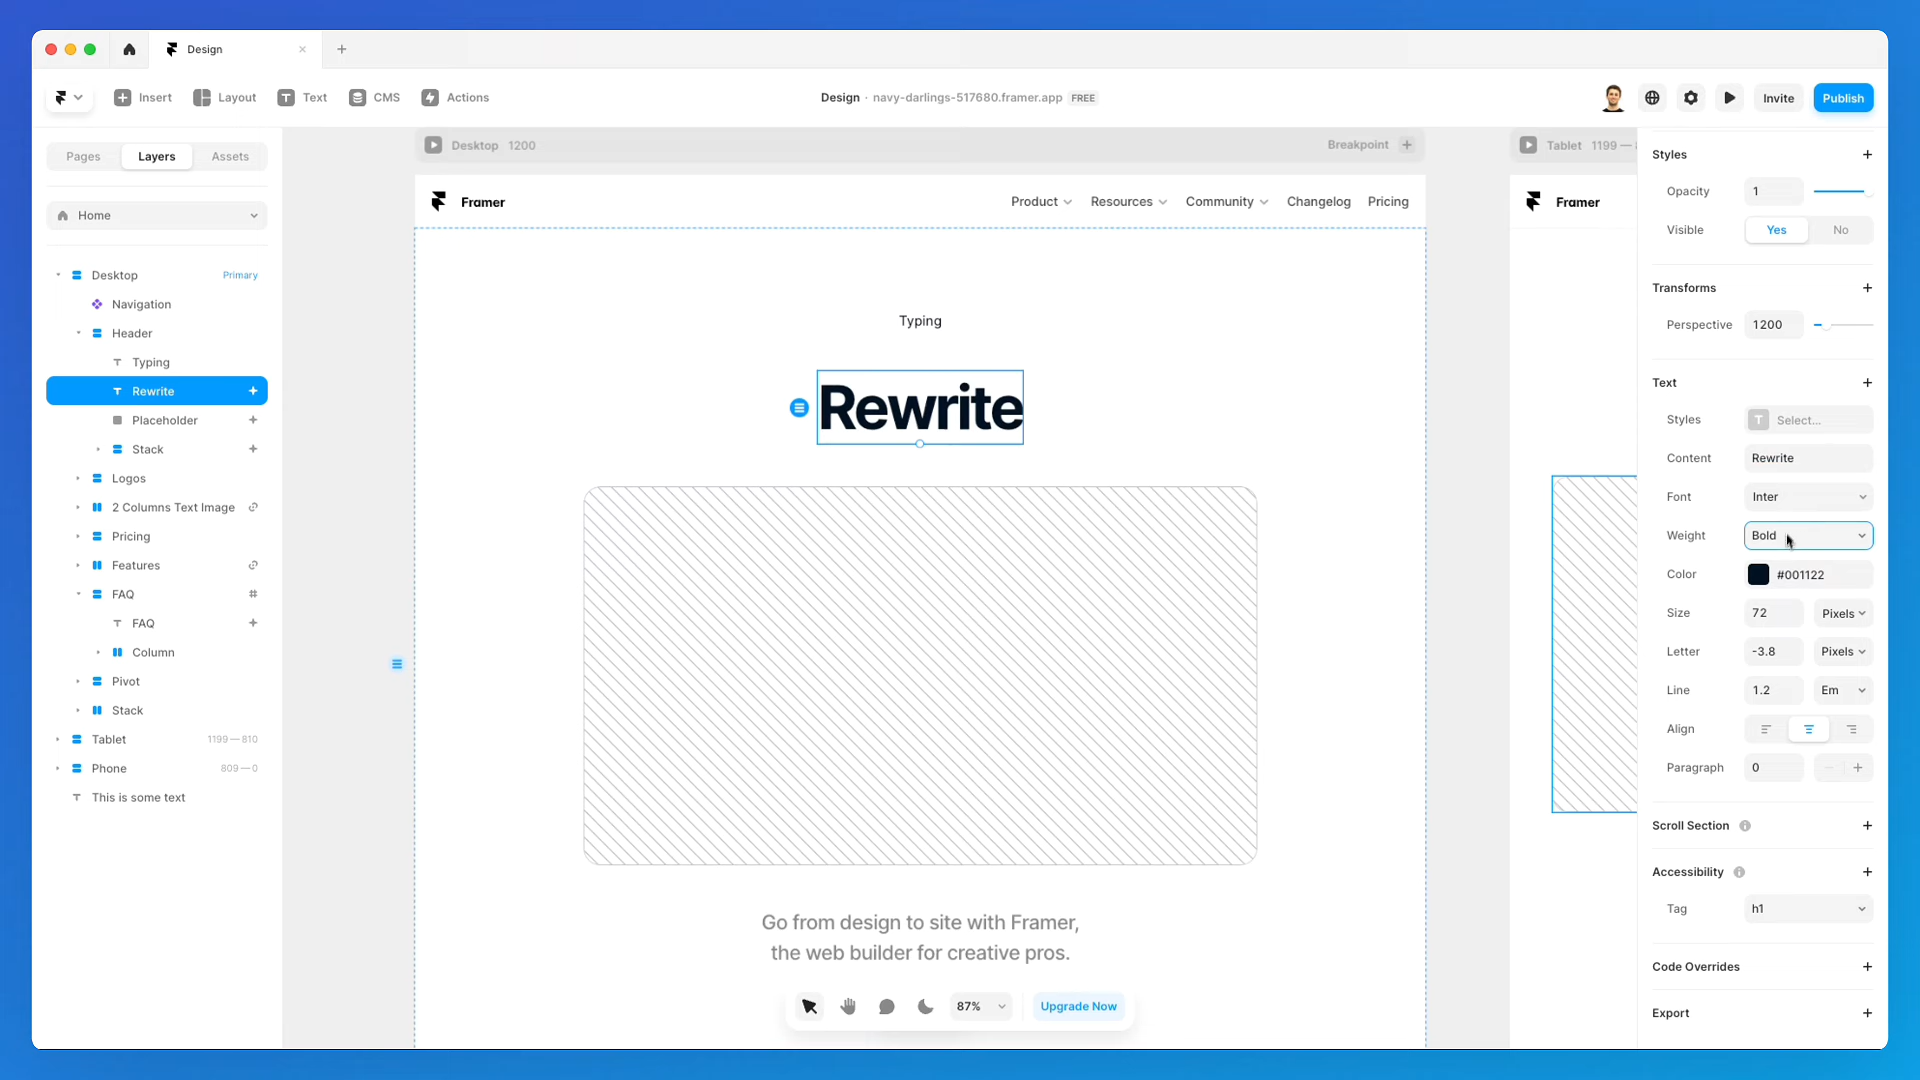 Design
Insert
Layout
Text
CMS
Actions
Design · navy-darlings-517680.framer.app FREE
Invite
Publish
Pages
Layers
Assets
Home
Desktop Primary
Navigation
Header
Typing
Rewrite
Placeholder
Stack
Logos
2 Columns Text Image
Pricing
Features
FAQ
FAQ
Column
Pivot
Stack
Tablet 1199—810
Phone 809—0
This is some text
Desktop 1200
Breakpoint
Framer
Product
Resources
Community
Changelog
Pricing
Typing
Rewrite
Go from design to site with Framer,
the web builder for creative pros.
87%
Upgrade Now
Tablet 1199 —
Framer
Styles
Opacity 1
Visible Yes No
Transforms
Perspective 1200
Text
Styles Select...
Content Rewrite
Font Inter
Weight Bold
Color #001122
Size 72 Pixels
Letter -3.8 Pixels
Line 1.2 Em
Align
Paragraph 0
Scroll Section
Accessibility
Tag h1
Code Overrides
Export